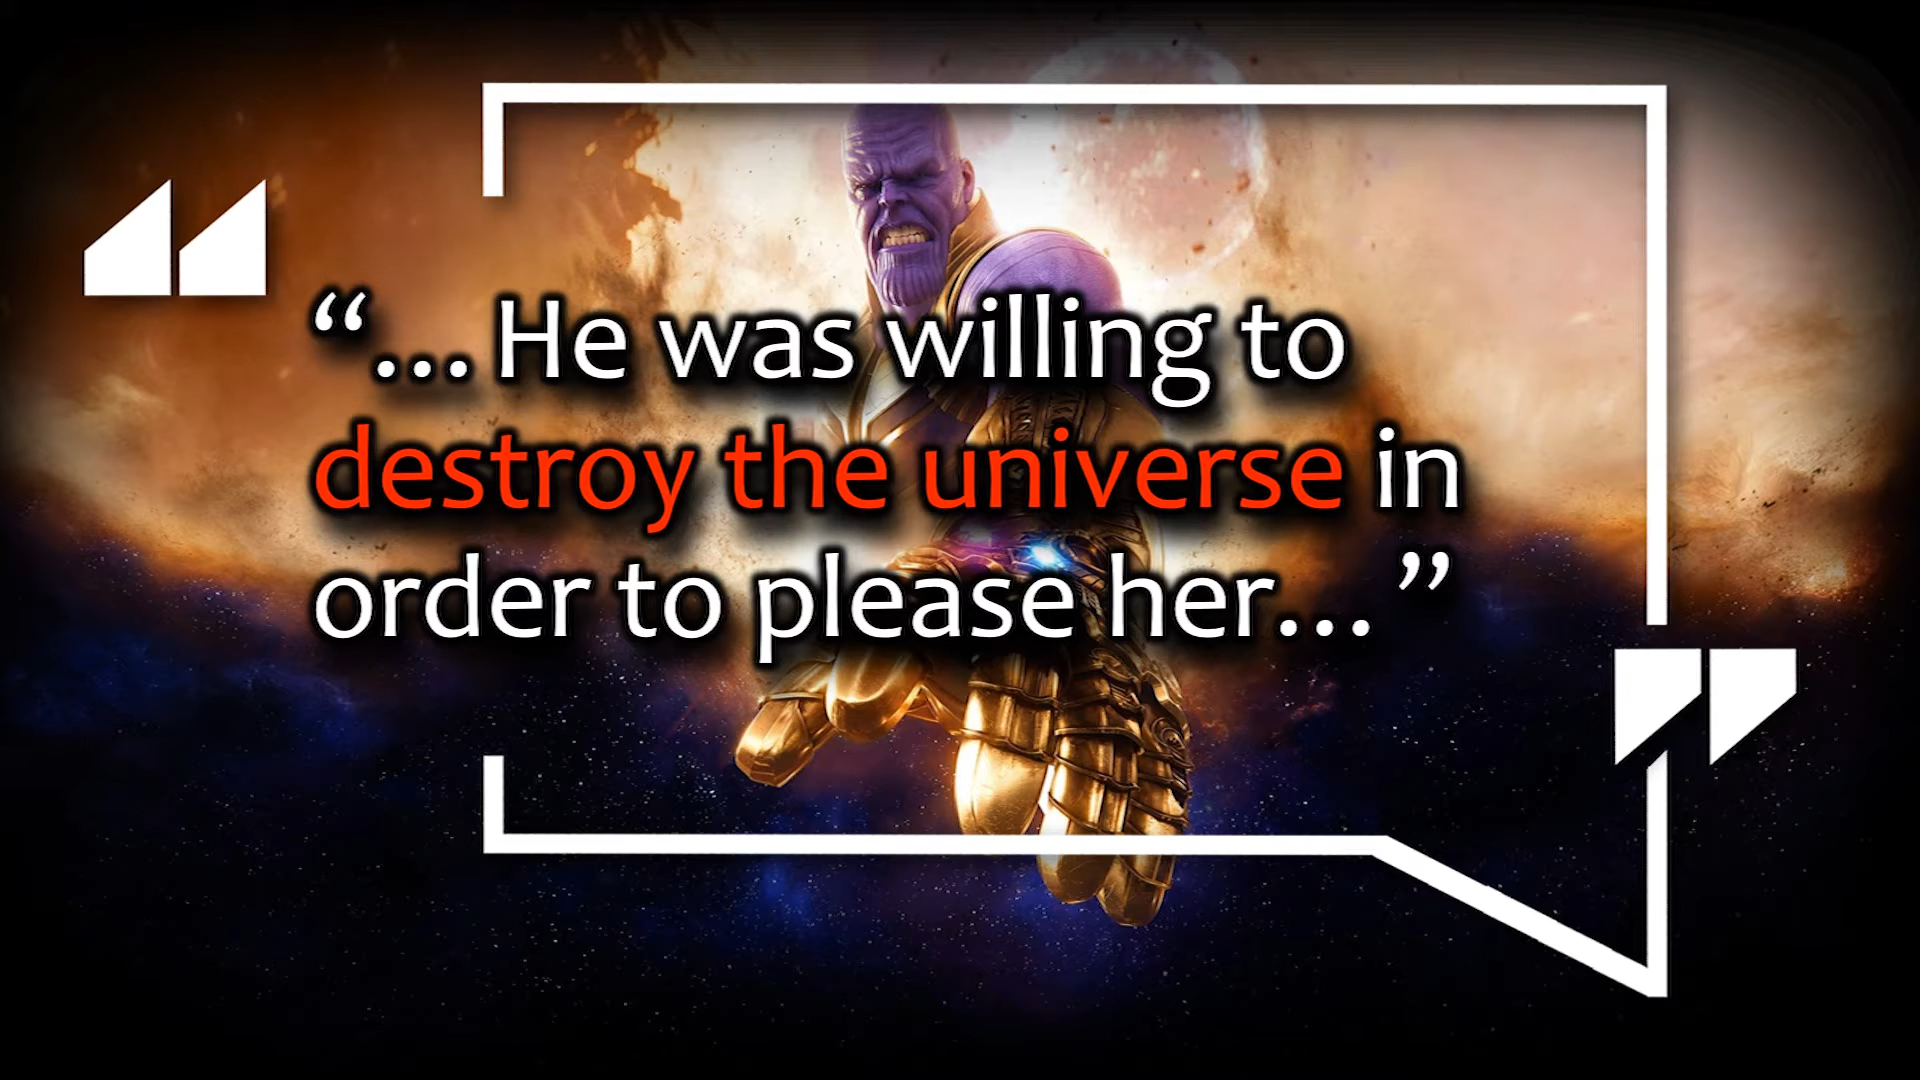 “... He was willing to
destroy the universe in
order to please her... ”